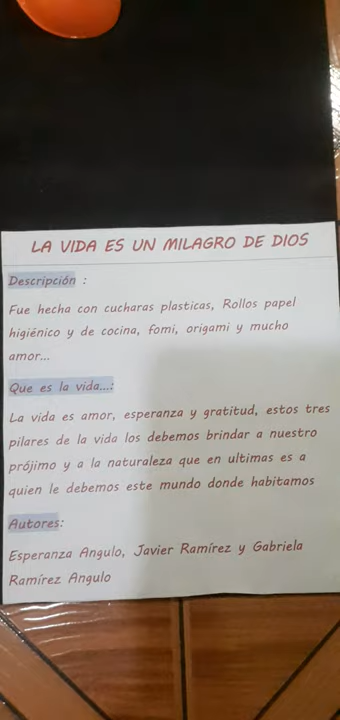 LA VIDA ES UN MILAGRO DE DIOS
Descripción :
Fue hecha con cucharas plasticas, Rollos papel
higiénico y de cocina, fomi, origami y mucho
amor...
Que es la vida...:
La vida es amor, esperanza y gratitud, estos tres
pilares de la vida los debemos brindar a nuestro
prójimo y a la naturaleza que en ultimas es a
quien le debemos este mundo donde habitamos
Autores:
Esperanza Angulo, Javier Ramírez y Gabriela
Ramírez Angulo